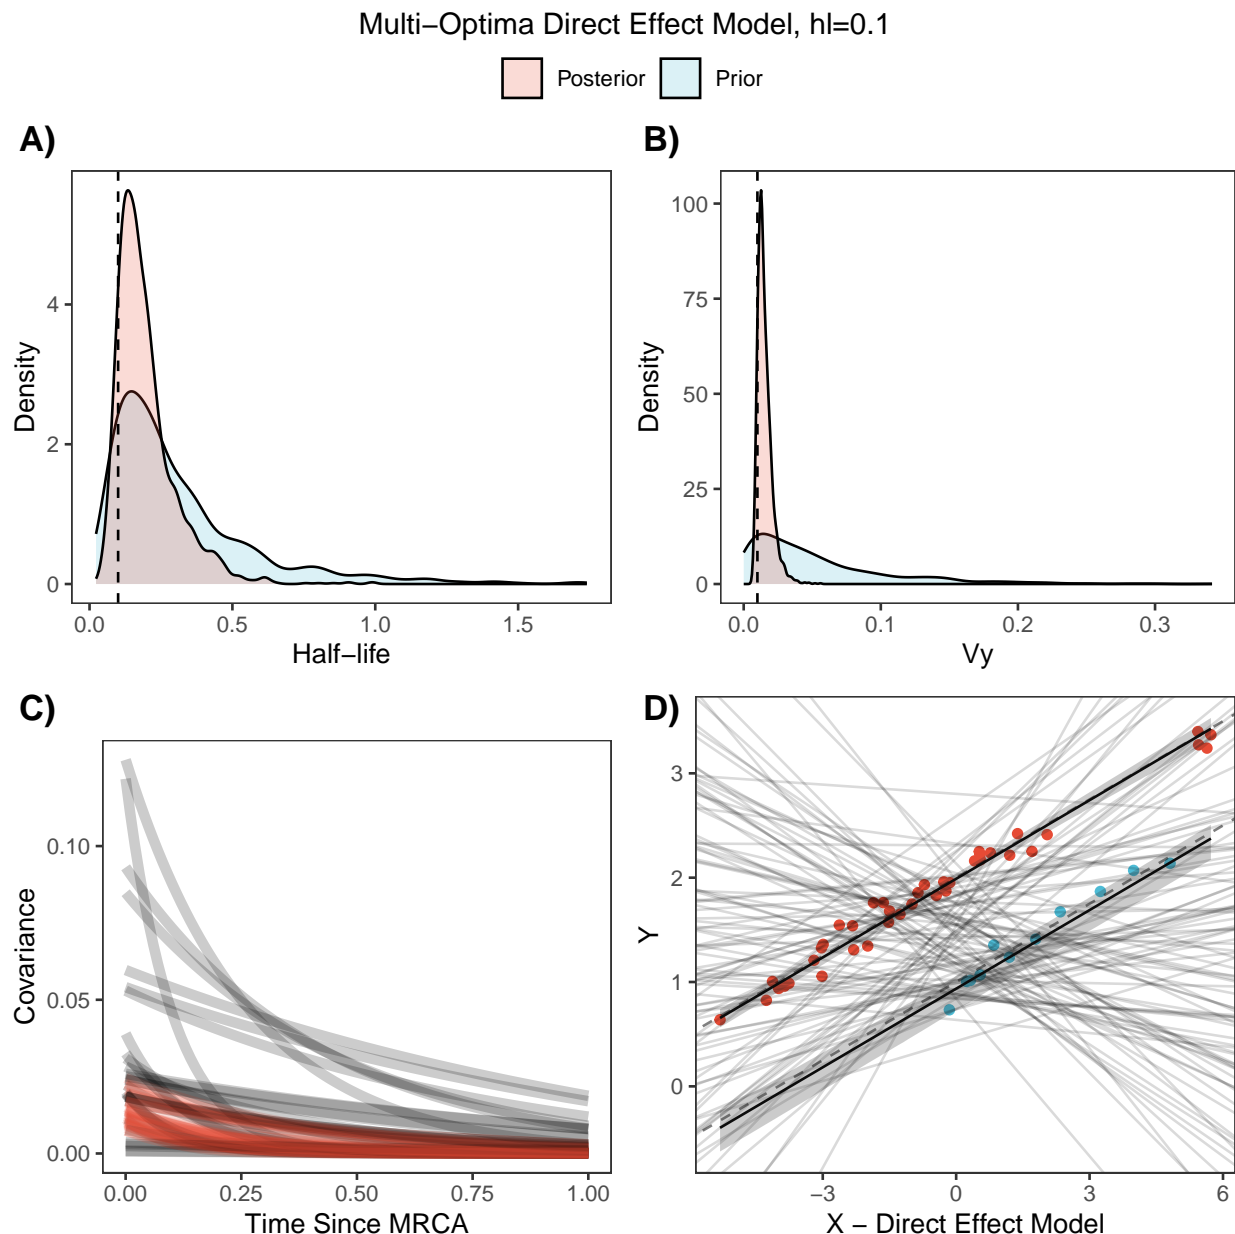 Multi−Optima Direct Effect Model, hl=0.1
Posterior Prior
A)
Density
0
2
4
0.0 0.5 1.0 1.5
Half−life
B)
Density
100
75
50
25
0
0.0 0.1 0.2 0.3
Vy
C)
Covariance
0.10
0.05
0.00
0.00 0.25 0.50 0.75 1.00
Time Since MRCA
D)
Y
3
2
1
0
−3 0 3 6
X − Direct Effect Model